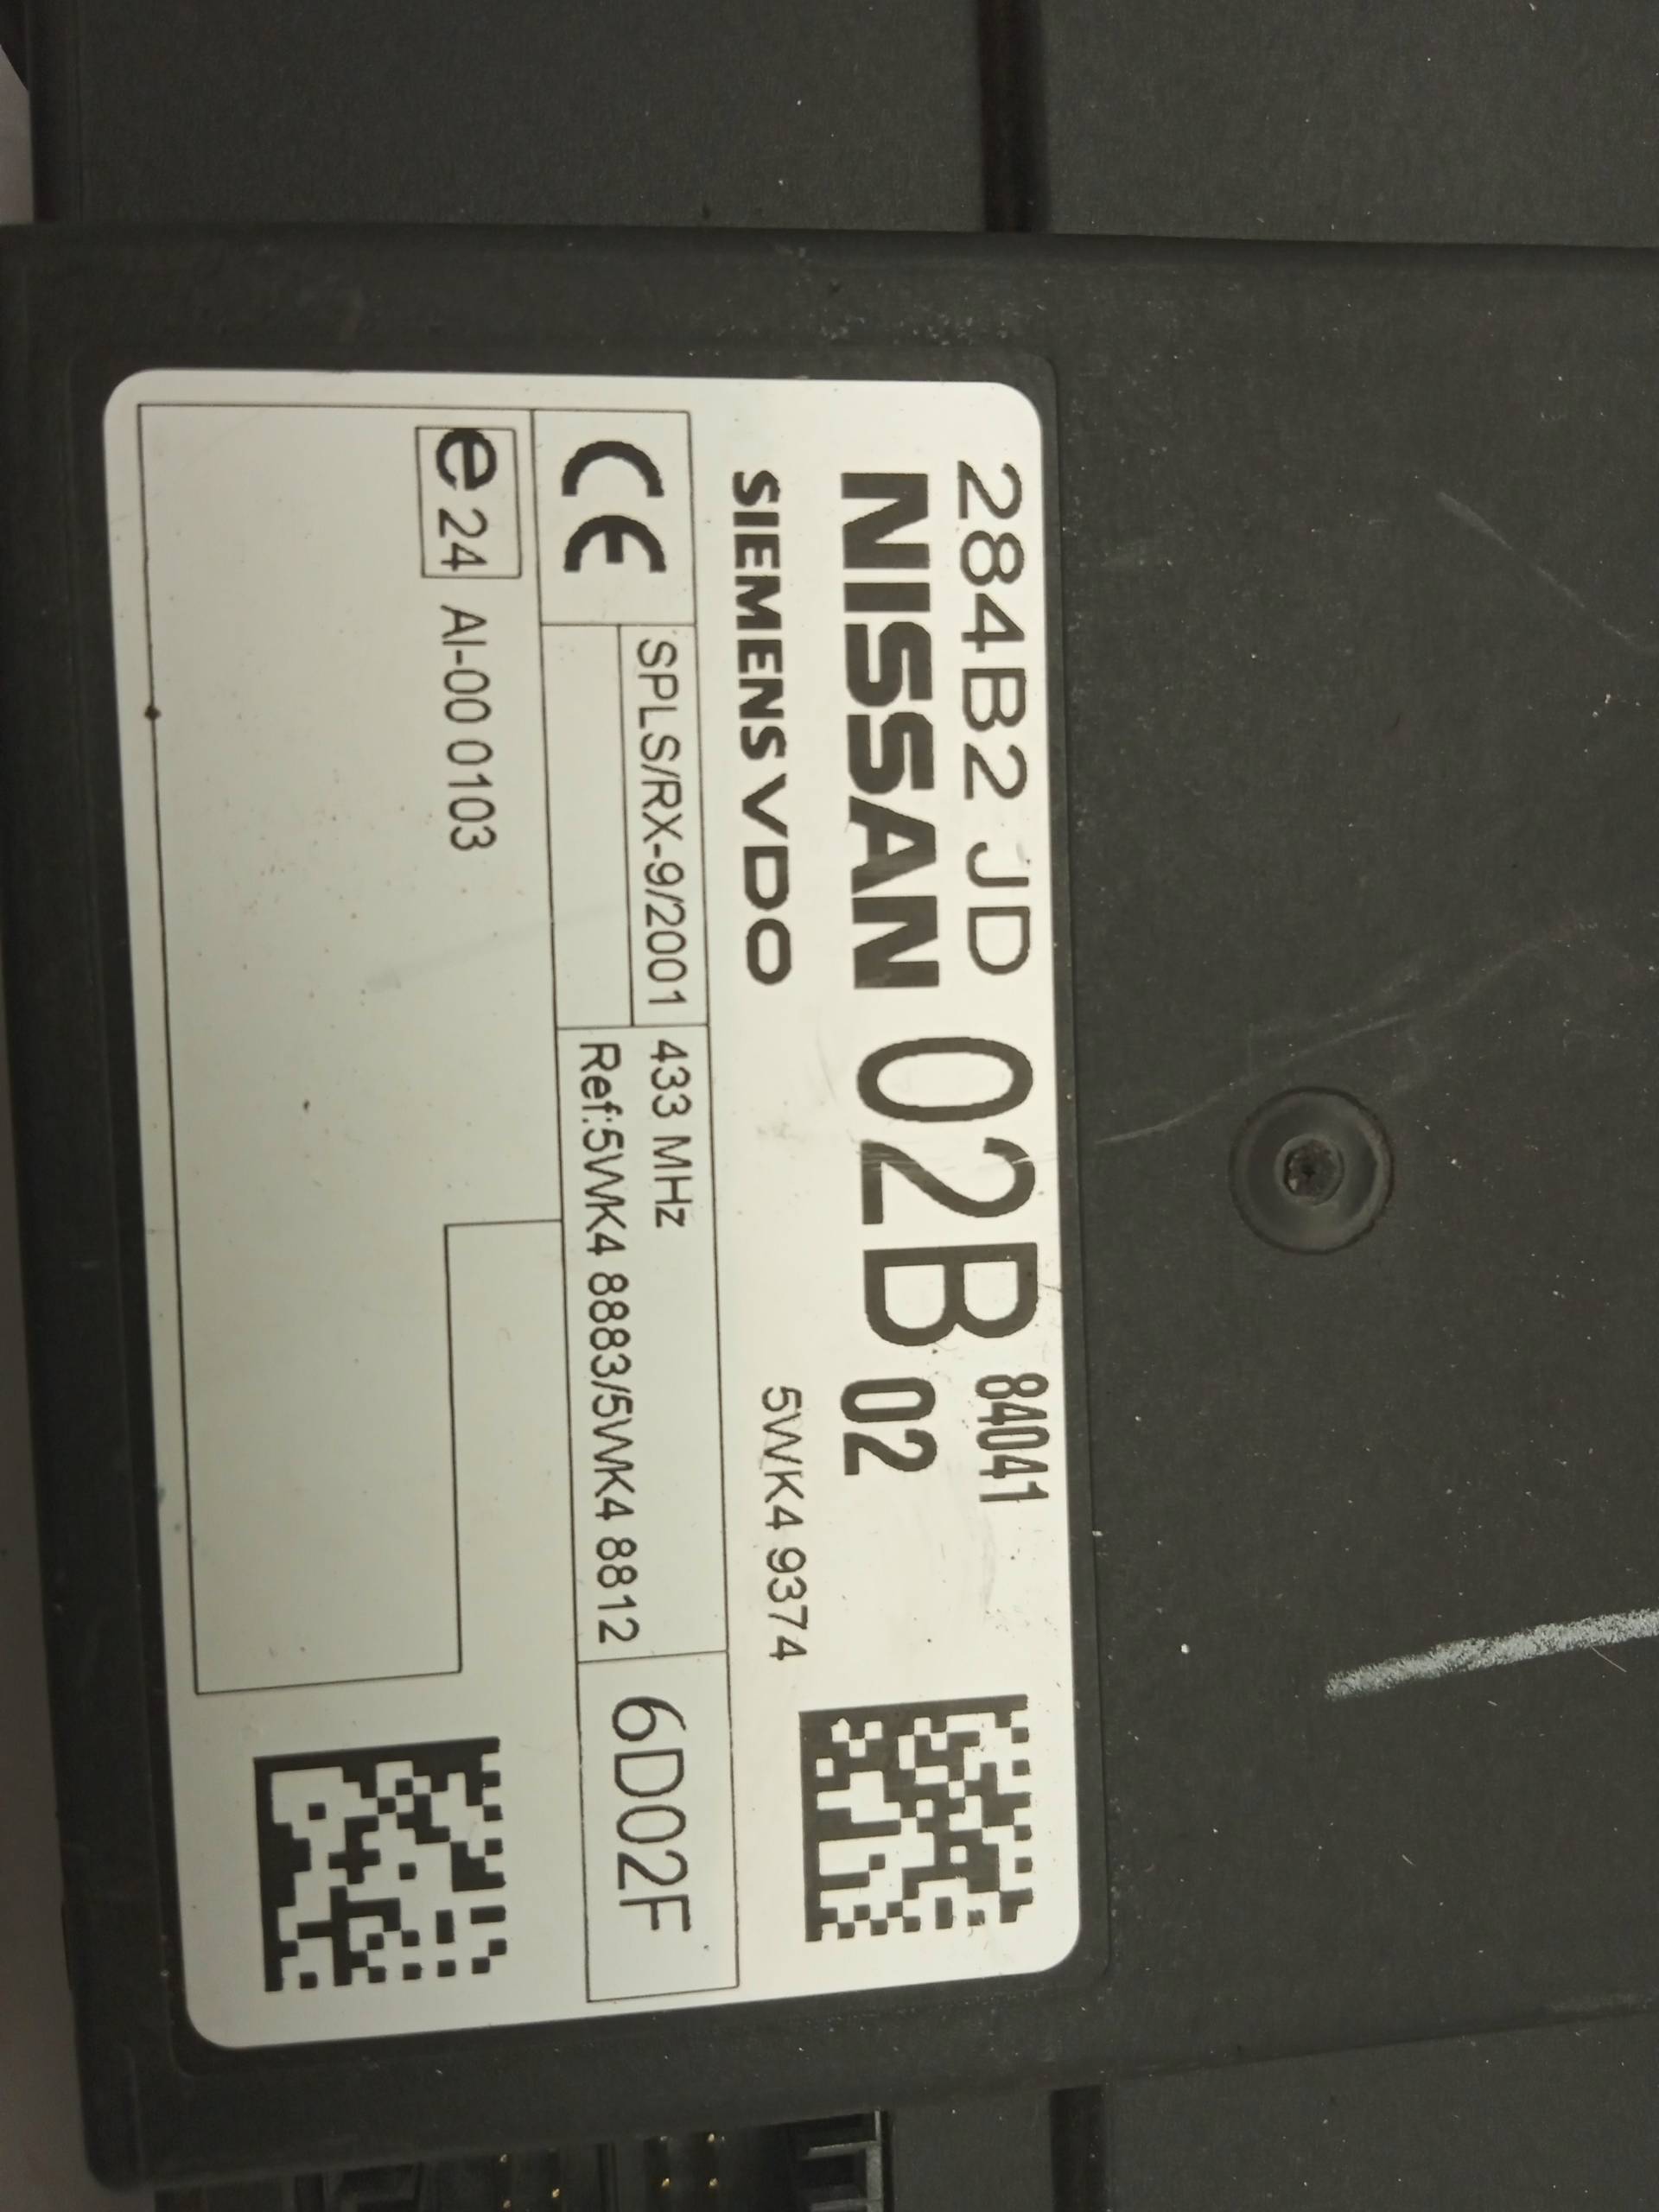 284B2 JD 02B 84041
NISSAN 02
SIEMENS VDO 5WK4 9374
CE SPLS/RX-9/2001 433 MHz 6D02F
Ref:5WK4 8883/5WK4 8812
e24 AI-00 0103